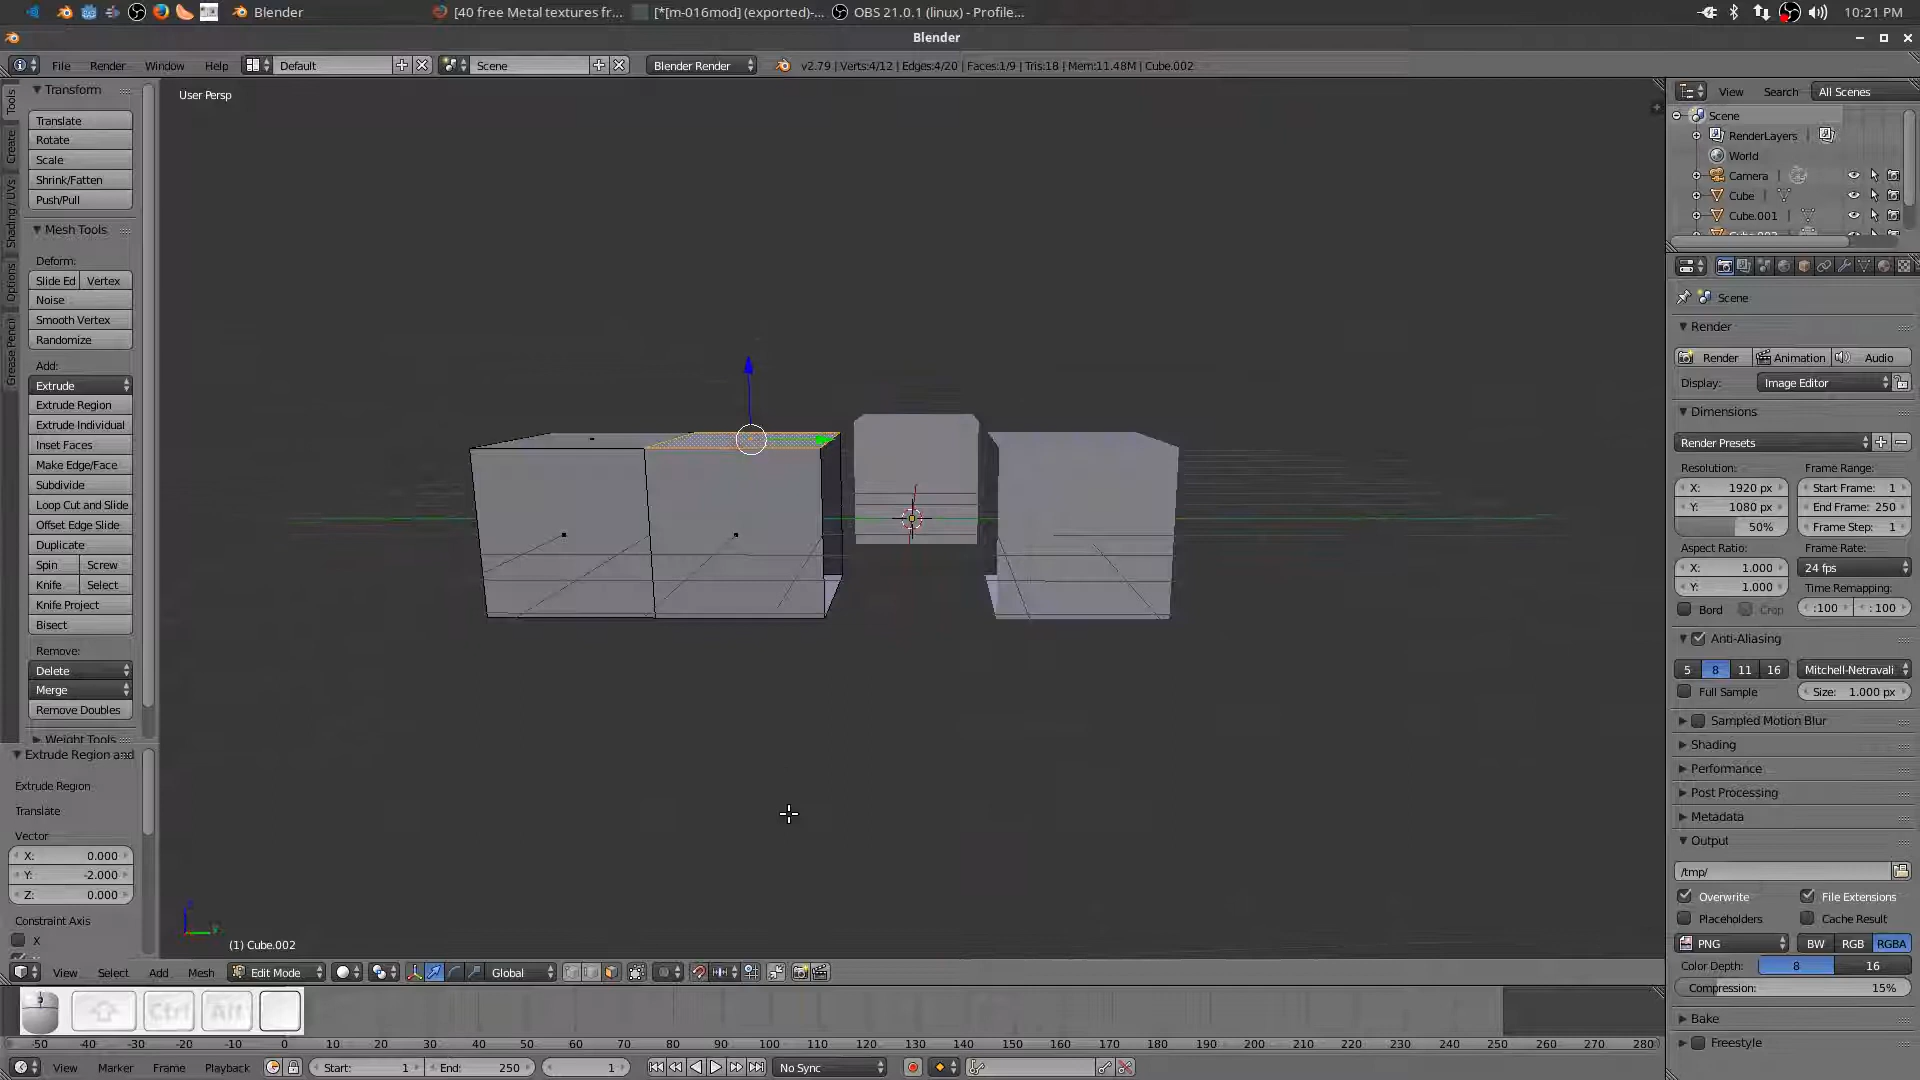 Blender
[40 free Metal textures fr...
[*[m-016mod] (exported)-...
OBS 21.0.1 (linux) - Profile...
10:21 PM
Blender
File
Render
Window
Help
Default
Scene
Blender Render
v2.79 | Verts:4/12 | Edges:4/20 | Faces:1/9 | Tris:18 | Mem:11.48M | Cube.002
Tools
Create
Shading / UVs
Options
Grease Pencil
Transform
Translate
Rotate
Scale
Shrink/Fatten
Push/Pull
Mesh Tools
Deform:
Slide Ed
Vertex
Noise
Smooth Vertex
Randomize
Add:
Extrude
Extrude Region
Extrude Individual
Inset Faces
Make Edge/Face
Subdivide
Loop Cut and Slide
Offset Edge Slide
Duplicate
Spin
Screw
Knife
Select
Knife Project
Bisect
Remove:
Delete
Merge
Remove Doubles
Weight Tools
Extrude Region and
Extrude Region
Translate
Vector
X: 0.000
Y: -2.000
Z: 0.000
Constraint Axis
X
User Persp
(1) Cube.002
View
Select
Add
Mesh
Edit Mode
Global
Ctrl
Alt
-50 -40 -30 -20 -10 0 10 20 30 40 50 60 70 80 90 100 110 120 130 140 150 160 170 180 190 200 210 220 230 240 250 260 270 280
View
Marker
Frame
Playback
Start: 1
End: 250
1
No Sync
View
Search
All Scenes
Scene
RenderLayers
World
Camera
Cube
Cube.001
Scene
Render
Render
Animation
Audio
Display:
Image Editor
Dimensions
Render Presets
Resolution:
Frame Range:
X: 1920 px
Start Frame: 1
Y: 1080 px
End Frame: 250
50%
Frame Step: 1
Aspect Ratio:
Frame Rate:
X: 1.000
24 fps
Y: 1.000
Time Remapping:
Bord
Crop
:100
: 100
Anti-Aliasing
5
8
11
16
Mitchell-Netravali
Full Sample
Size: 1.000 px
Sampled Motion Blur
Shading
Performance
Post Processing
Metadata
Output
/tmp/
Overwrite
File Extensions
Placeholders
Cache Result
PNG
BW
RGB
RGBA
Color Depth:
8
16
Compression: 15%
Bake
Freestyle